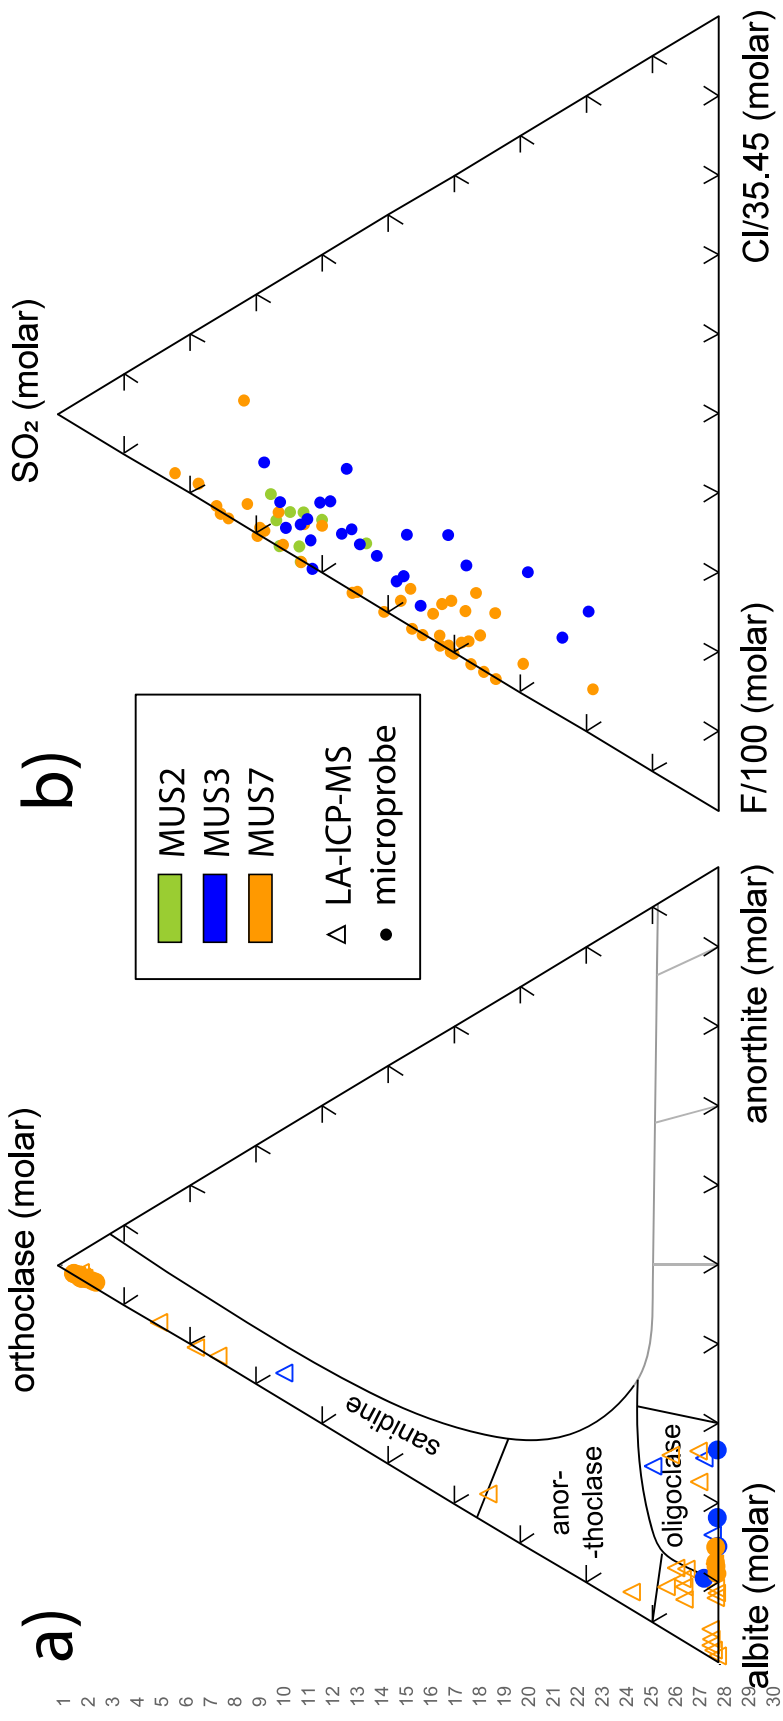 a)
orthoclase (molar)
sanidine
anor-
-thoclase
oligoclase
albite (molar)
anorthite (molar)
MUS2
MUS3
MUS7
LA-ICP-MS
microprobe
b)
SO₂ (molar)
F/100 (molar)
Cl/35.45 (molar)
1
2
3
4
5
6
7
8
9
10
11
12
13
14
15
16
17
18
19
20
21
22
23
24
25
26
27
28
29
30